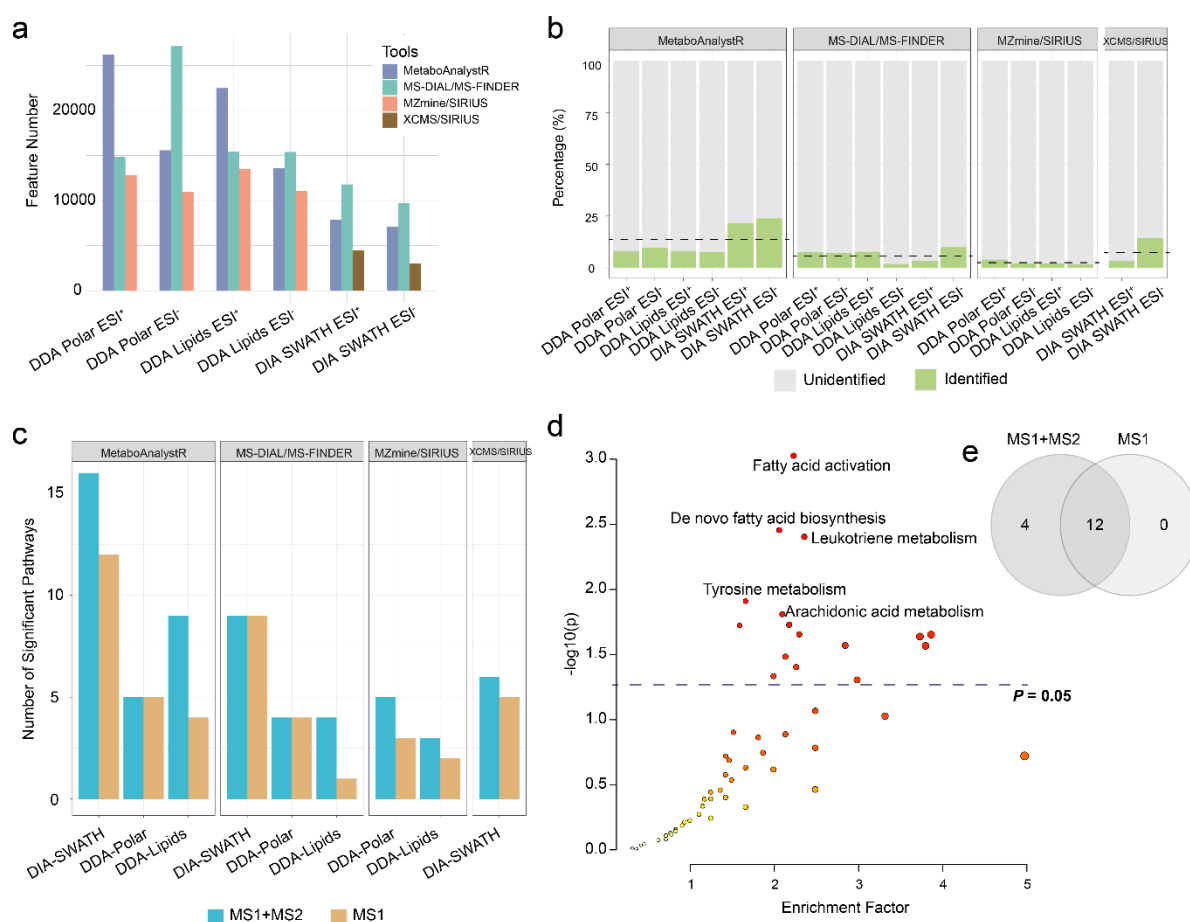 a
Tools
MetaboAnalystR
MS-DIAL/MS-FINDER
MZmine/SIRIUS
XCMS/SIRIUS
Feature Number
20000
10000
0
DDA Polar ESI⁺
DDA Polar ESI⁻
DDA Lipids ESI⁺
DDA Lipids ESI⁻
DIA SWATH ESI⁺
DIA SWATH ESI⁻
b
MetaboAnalystR
MS-DIAL/MS-FINDER
MZmine/SIRIUS
XCMS/SIRIUS
Percentage (%)
100
75
50
25
0
DDA Polar ESI⁺
DDA Polar ESI⁻
DDA Lipids ESI⁺
DDA Lipids ESI⁻
DIA SWATH ESI⁺
DIA SWATH ESI⁻
DDA Polar ESI⁺
DDA Polar ESI⁻
DDA Lipids ESI⁺
DDA Lipids ESI⁻
DIA SWATH ESI⁺
DIA SWATH ESI⁻
DDA Polar ESI⁺
DDA Polar ESI⁻
DDA Lipids ESI⁺
DDA Lipids ESI⁻
DIA SWATH ESI⁺
DIA SWATH ESI⁻
Unidentified
Identified
c
MetaboAnalystR
MS-DIAL/MS-FINDER
MZmine/SIRIUS
XCMS/SIRIUS
Number of Significant Pathways
15
10
5
0
DIA-SWATH
DDA-Polar
DDA-Lipids
DIA-SWATH
DDA-Polar
DDA-Lipids
DDA-Polar
DDA-Lipids
DIA-SWATH
MS1+MS2
MS1
d
-log10(p)
3.0
2.5
2.0
1.5
1.0
0.5
0.0
Fatty acid activation
De novo fatty acid biosynthesis
Leukotriene metabolism
Tyrosine metabolism
Arachidonic acid metabolism
P = 0.05
1
2
3
4
5
Enrichment Factor
e
MS1+MS2
MS1
4
12
0